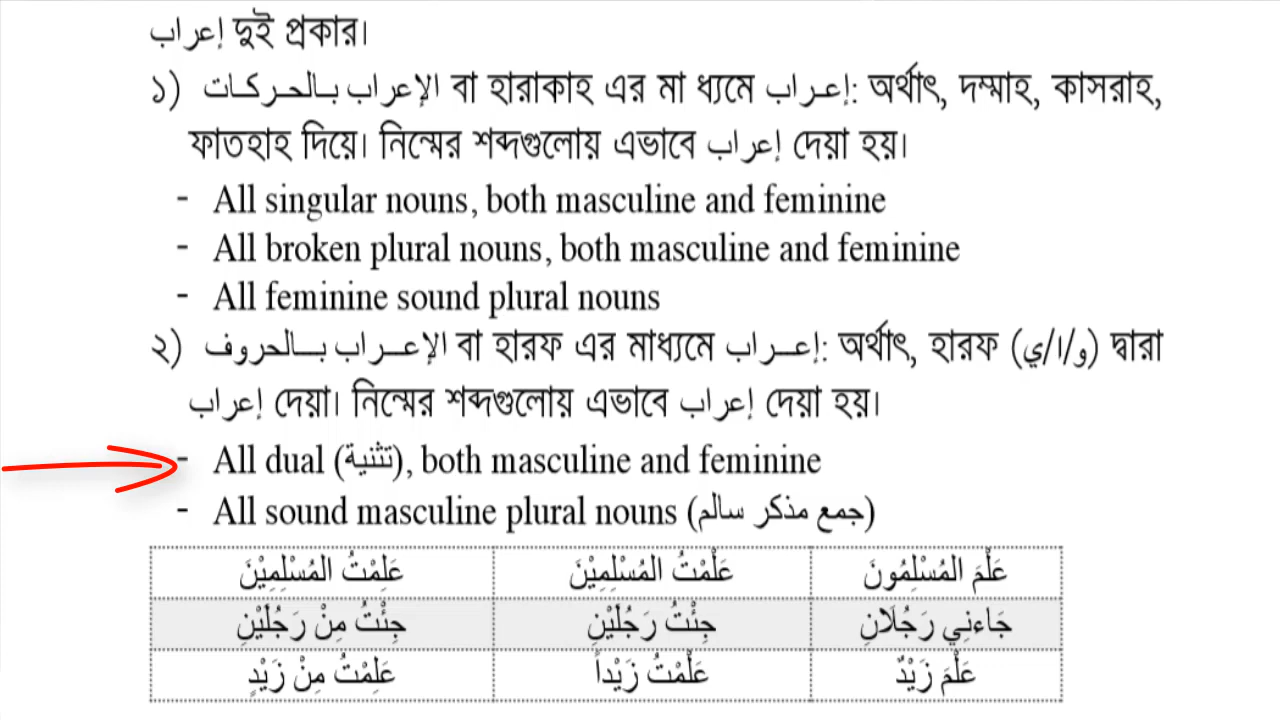 إعراب দুই প্রকার।
১) الإعراب بالحركات বা হারাকাহ এর মা ধ্যমে إعراب: অর্থাৎ, দম্মাহ, কাসরাহ,
ফাতহাহ দিয়ে। নিন্মের শব্দগুলোয় এভাবে إعراب দেয়া হয়।
- All singular nouns, both masculine and feminine
- All broken plural nouns, both masculine and feminine
- All feminine sound plural nouns
২) الإعراب بالحروف বা হারফ এর মাধ্যমে إعراب: অর্থাৎ, হারফ (و/ا/ي) দ্বারা
إعراب দেয়া। নিন্মের শব্দগুলোয় এভাবে إعراب দেয়া হয়।
- All dual (تثنية), both masculine and feminine
- All sound masculine plural nouns (جمع مذكر سالم)
عَلَّمَ المُسْلِمُونَ عَلَّمْتُ المُسْلِمِيْنَ عَلِمْتُ المُسْلِمِيْنَ
جَاءنِي رَجُلَانِ جِئْتُ رَجُلَيْنِ جِئْتُ مِنْ رَجُلَيْنِ
عَلَّمَ زَيْدٌ عَلَّمْتُ زَيْداً عَلِمْتُ مِنْ زَيْدٍ